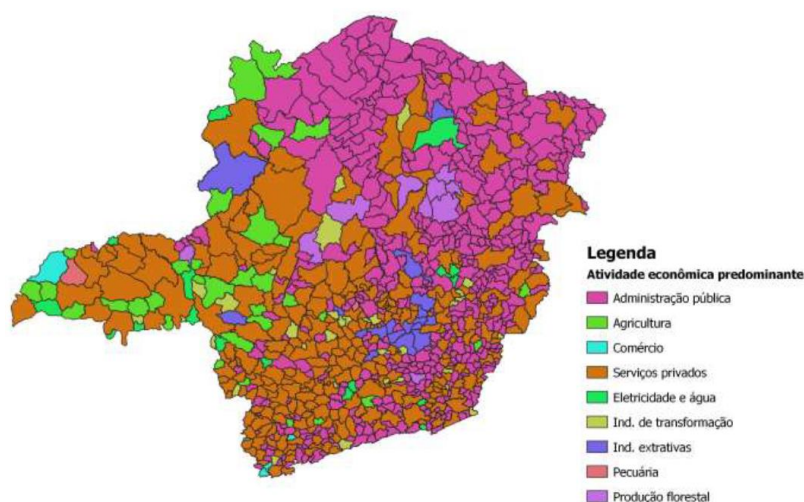 Legenda
Atividade econômica predominante
Administração pública
Agricultura
Comércio
Serviços privados
Eletricidade e água
Ind. de transformação
Ind. extrativas
Pecuária
Produção florestal